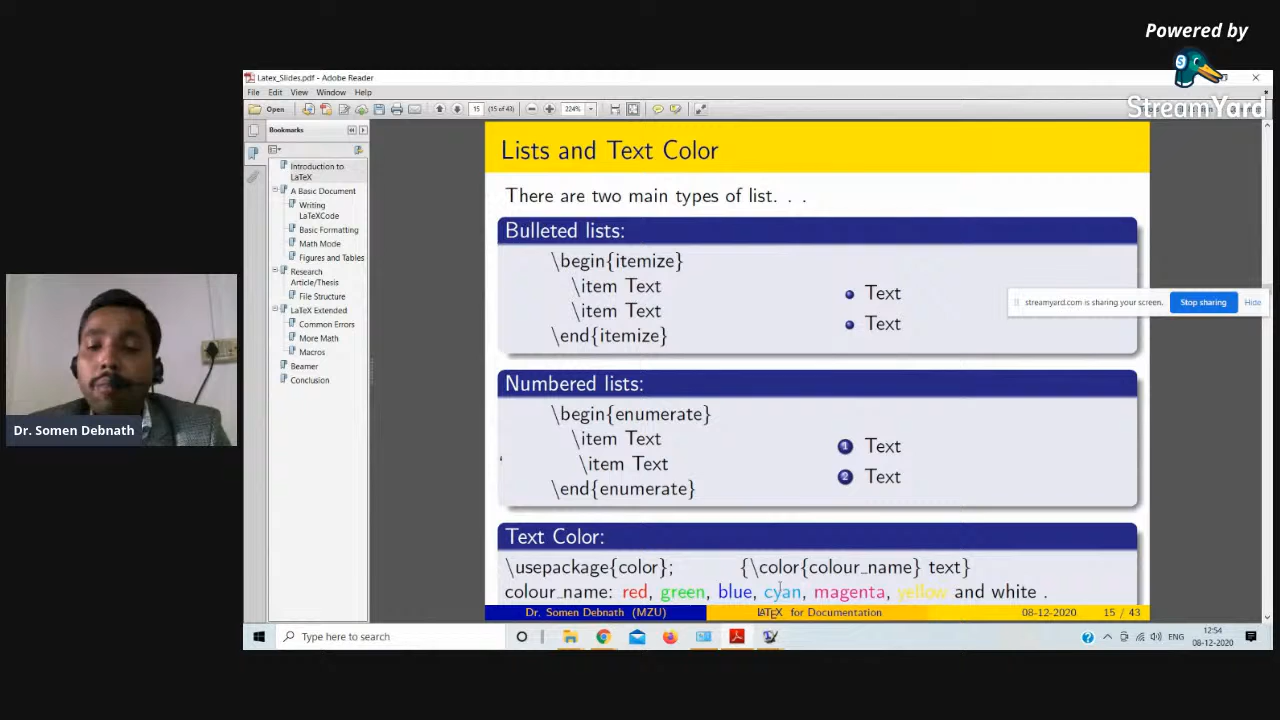 Powered by
StreamYard
Latex_Slides.pdf - Adobe Reader
File Edit View Window Help
Open 15 (15 of 43) 224%
Bookmarks
Introduction to
LaTeX
A Basic Document
Writing
LaTeXCode
Basic Formatting
Math Mode
Figures and Tables
Research
Article/Thesis
File Structure
LaTeX Extended
Common Errors
More Math
Macros
Beamer
Conclusion
Lists and Text Color
There are two main types of list. . .
Bulleted lists:
\begin{itemize}
\item Text
\item Text
\end{itemize}
• Text
• Text
Numbered lists:
\begin{enumerate}
\item Text
\item Text
\end{enumerate}
1 Text
2 Text
Text Color:
\usepackage{color}; {\color{colour_name} text}
colour_name: red, green, blue, cyan, magenta, yellow and white .
Dr. Somen Debnath (MZU) LATEX for Documentation 08-12-2020 15 / 43
streamyard.com is sharing your screen. Stop sharing Hide
Dr. Somen Debnath
Type here to search
ENG
12:54
08-12-2020